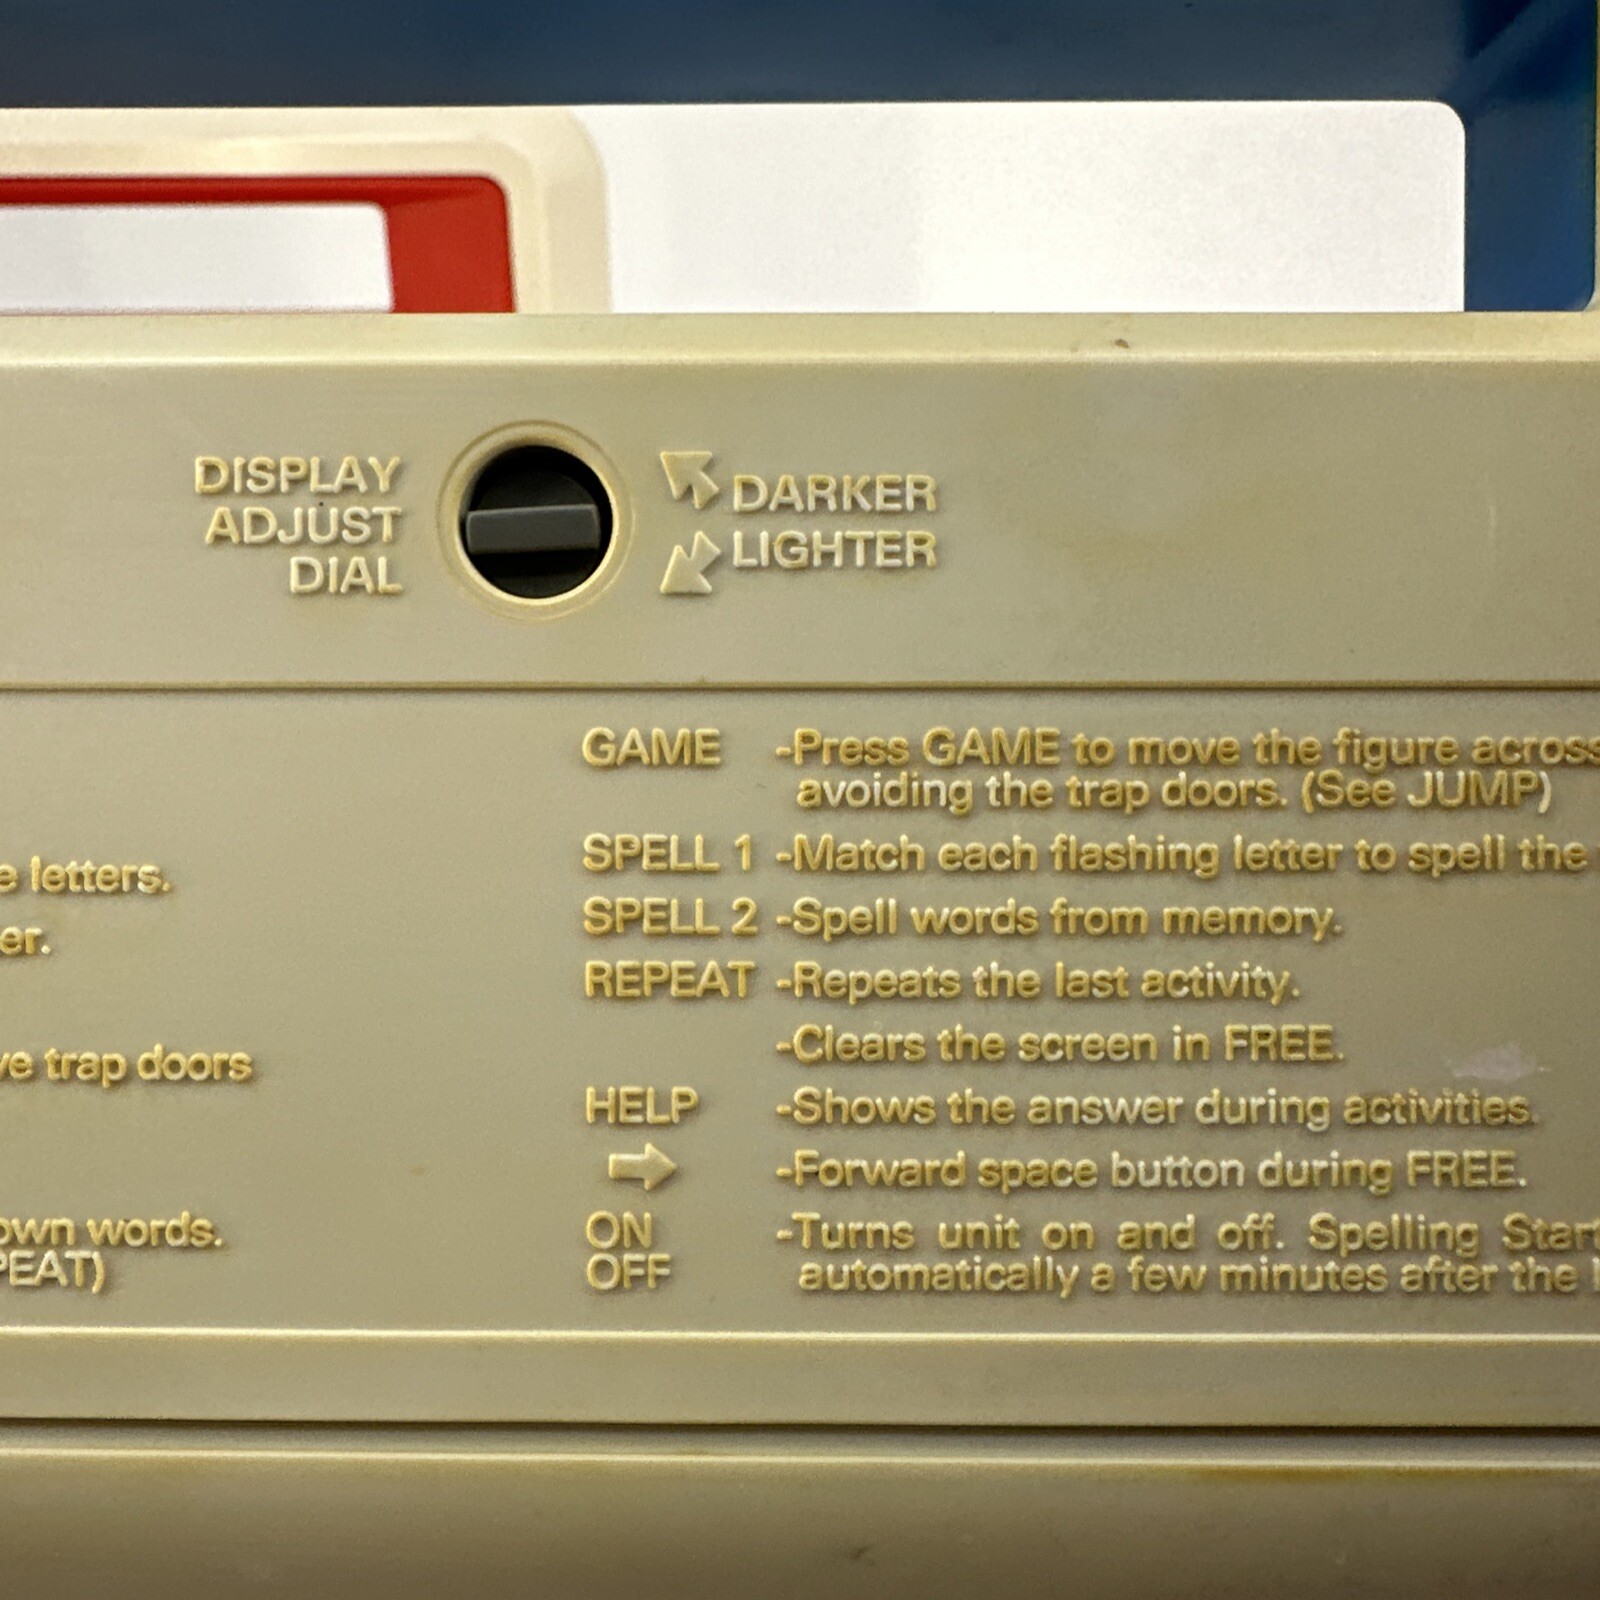 DISPLAY
ADJUST
DIAL
DARKER
LIGHTER
letters.
trap doors
own words.
GAME -Press GAME to move the figure across
avoiding the trap doors. (See JUMP)
SPELL 1 -Match each flashing letter to spell the
SPELL 2 -Spell words from memory.
REPEAT -Repeats the last activity.
-Clears the screen in FREE.
HELP -Shows the answer during activities.
➡ -Forward space button during FREE.
ON -Turns unit on and off. Spelling Start
OFF automatically a few minutes after the